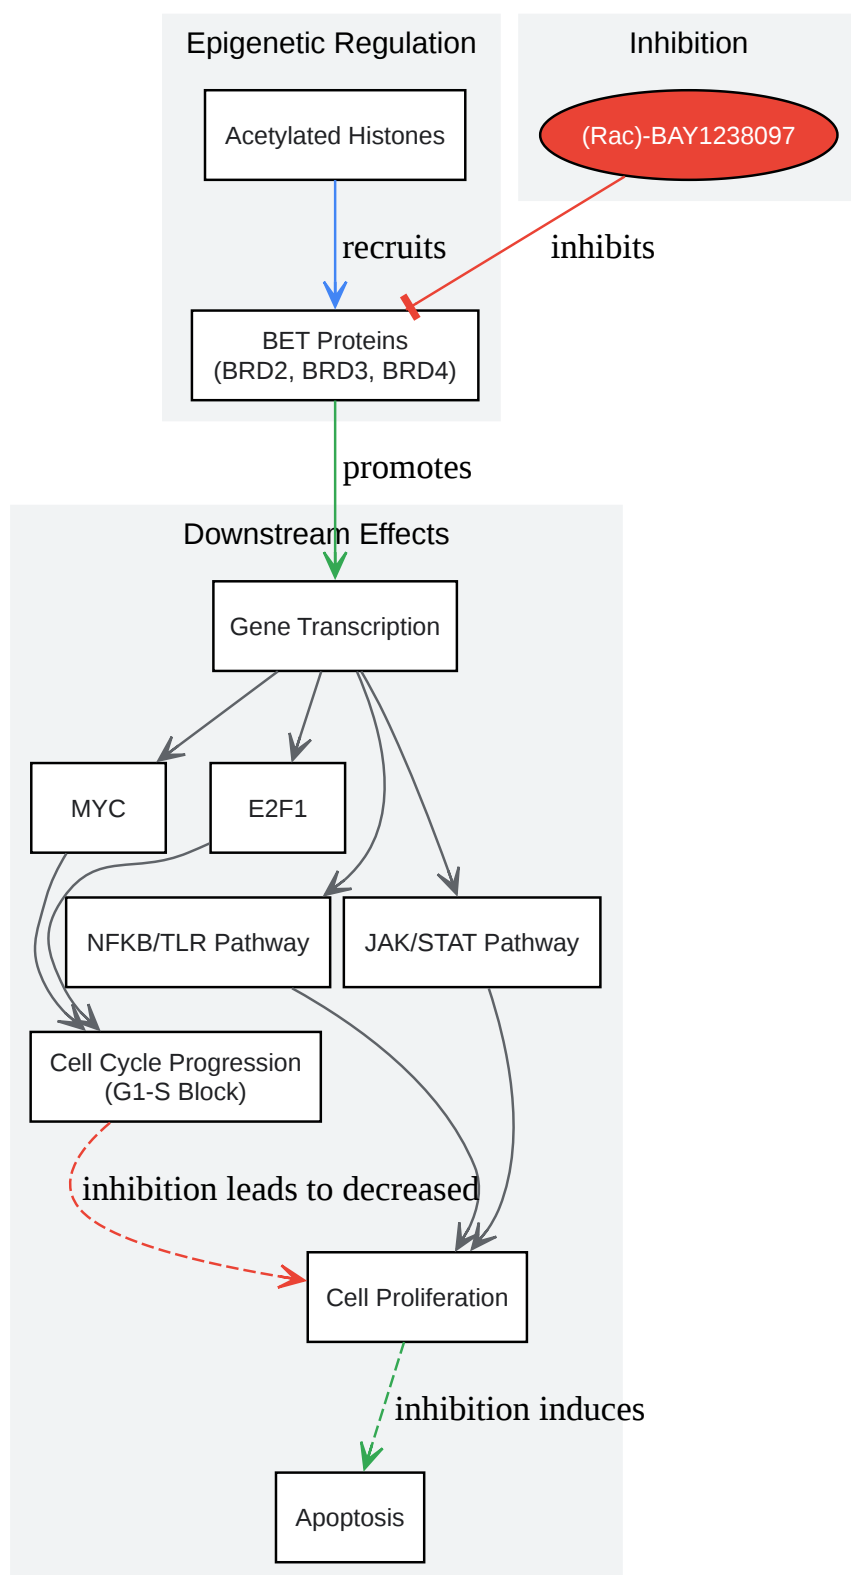 Epigenetic Regulation
Inhibition
Acetylated Histones
(Rac)-BAY1238097
recruits
inhibits
BET Proteins
(BRD2, BRD3, BRD4)
promotes
Downstream Effects
Gene Transcription
MYC
E2F1
NFKB/TLR Pathway
JAK/STAT Pathway
Cell Cycle Progression
(G1-S Block)
inhibition leads to decreased
Cell Proliferation
inhibition induces
Apoptosis